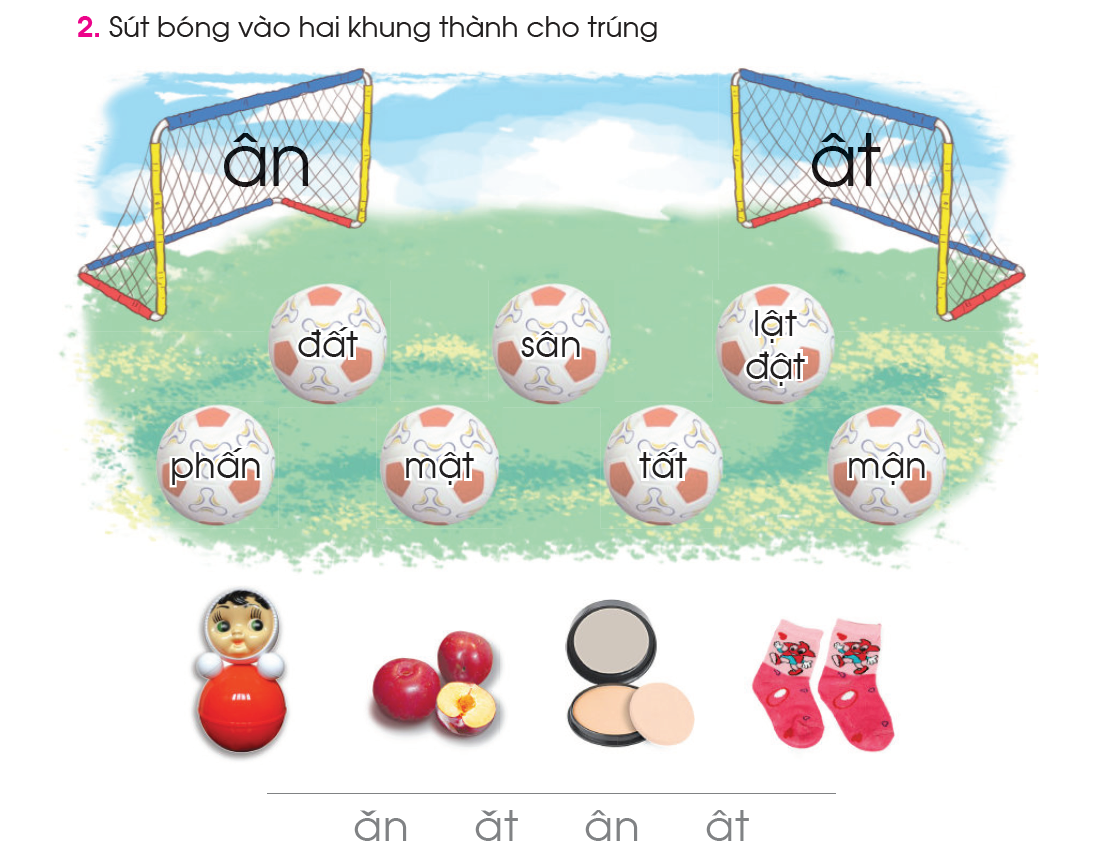 2. Sút bóng vào hai khung thành cho trúng
ân
ât
đất
sân
lật
đật
phấn
mật
tất
mận
ăn ăt ân ât